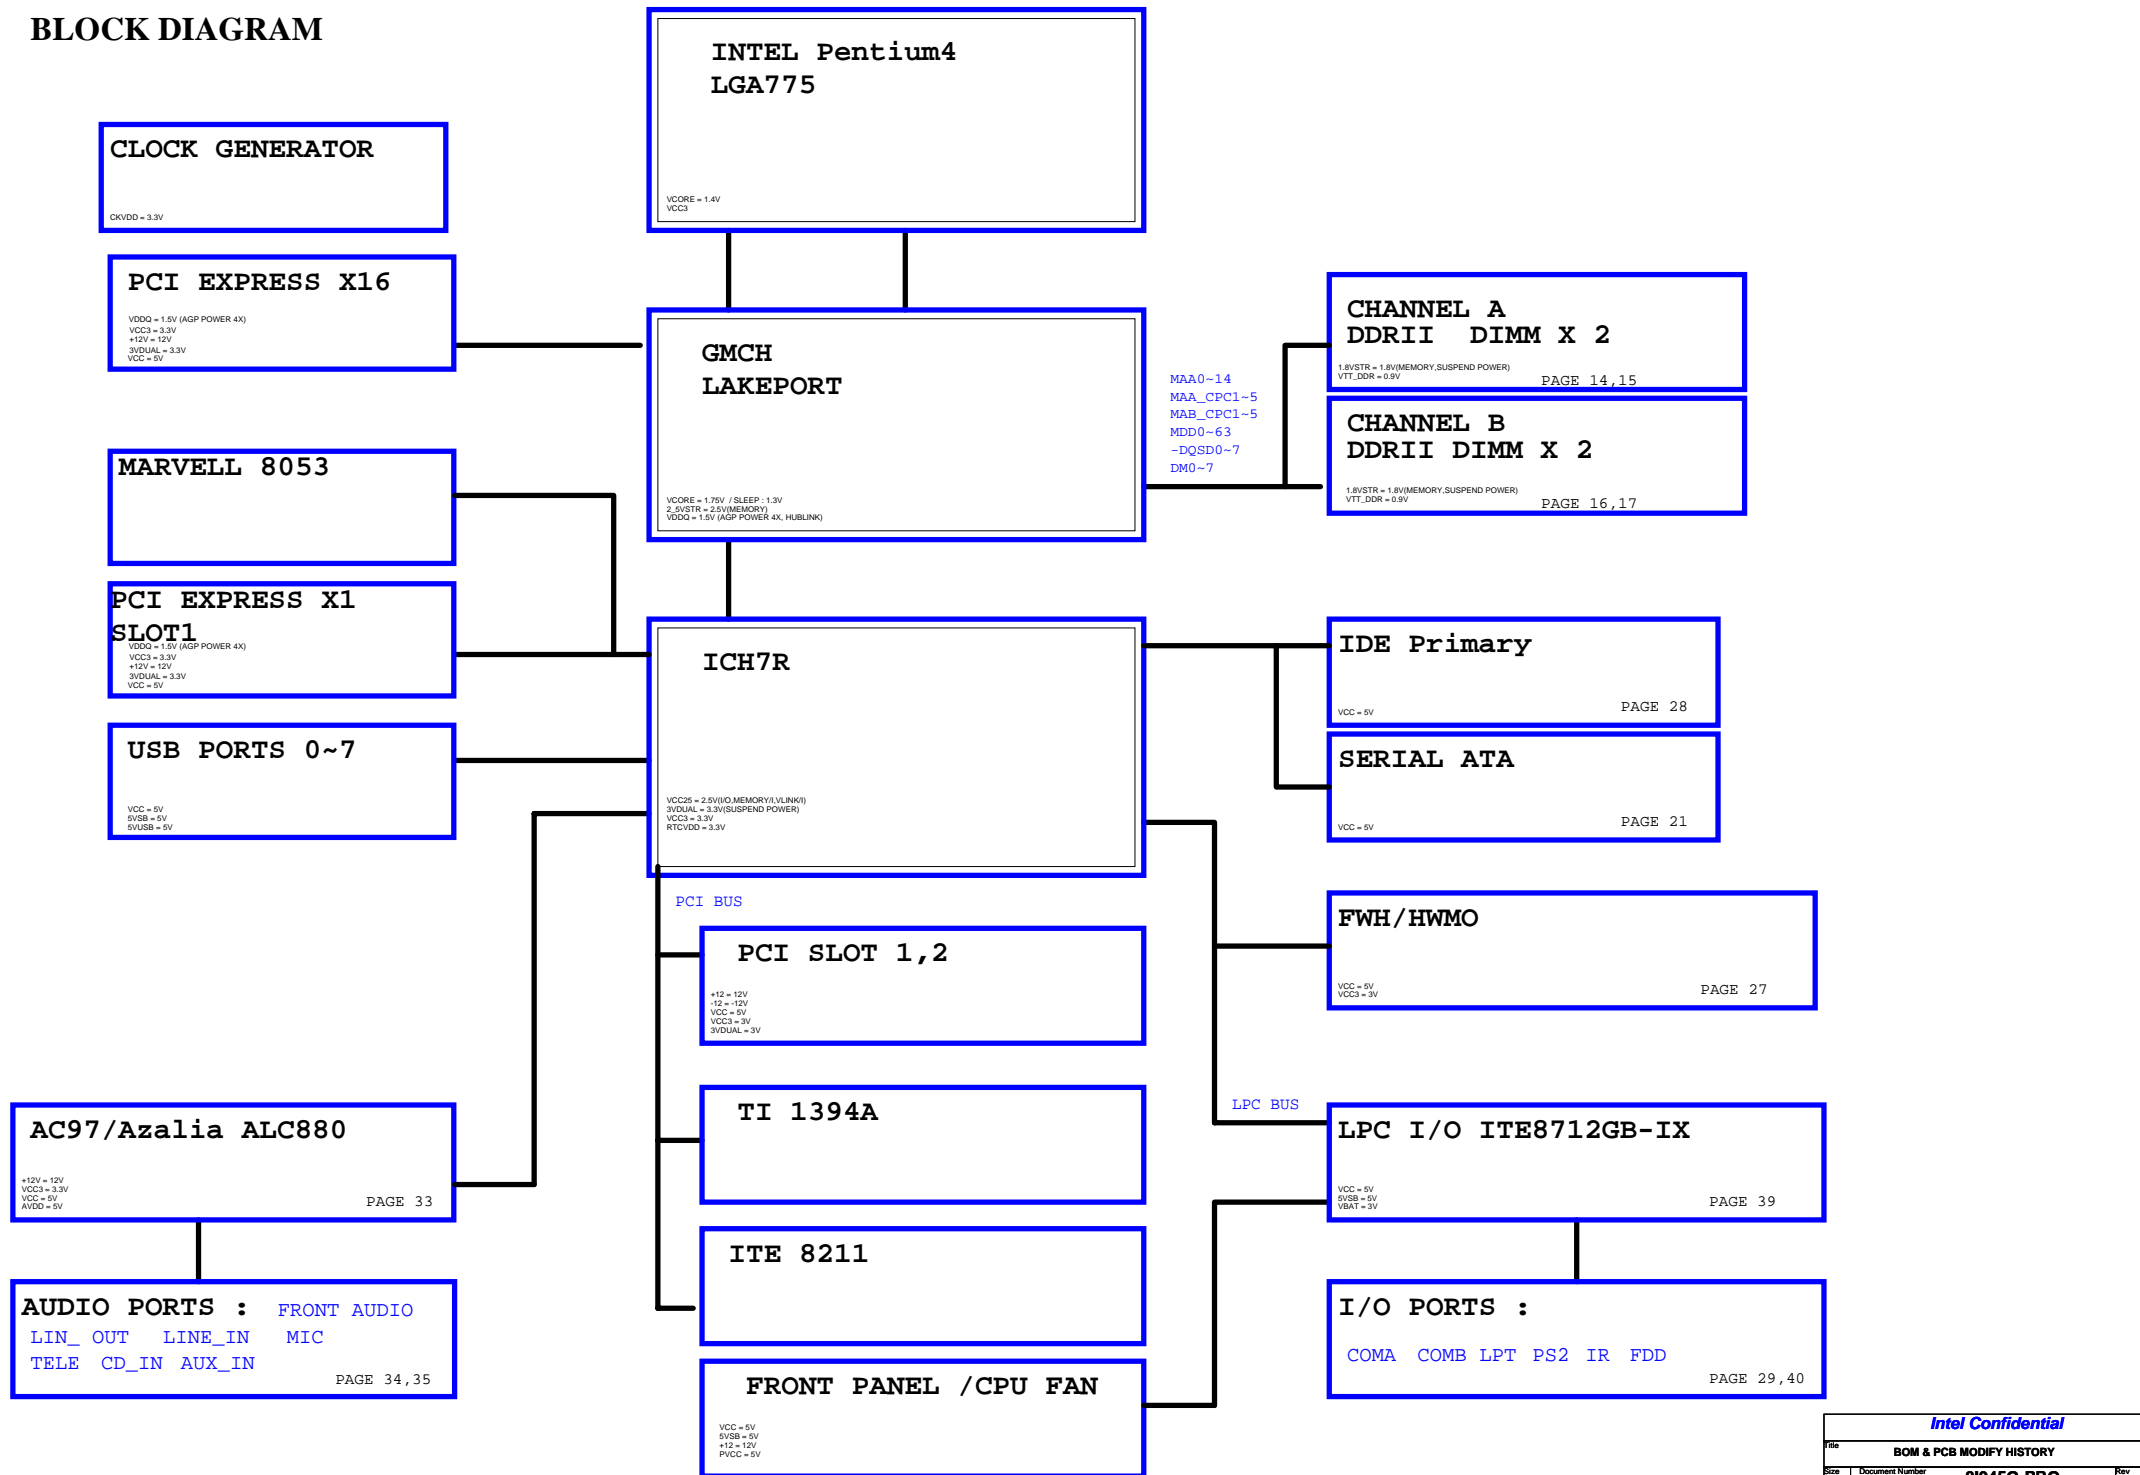 BLOCK DIAGRAM
INTEL Pentium4
LGA775
VCORE = 1.4V
VCC3
CLOCK GENERATOR
CKVDD = 3.3V
PCI EXPRESS X16
VDDQ = 1.5V (AGP POWER 4X)
VCC3 = 3.3V
+12V = 12V
3VDUAL = 3.3V
VCC = 5V
GMCH
LAKEPORT
VCORE = 1.75V / SLEEP : 1.3V
2_5VSTR = 2.5V(MEMORY)
VDDQ = 1.5V (AGP POWER 4X, HUBLINK)
MAA0~14
MAA_CPC1~5
MAB_CPC1~5
MDD0~63
-DQSD0~7
DM0~7
CHANNEL A
DDRII DIMM X 2
1.8VSTR = 1.8V(MEMORY,SUSPEND POWER)
VTT_DDR = 0.9V
PAGE 14,15
CHANNEL B
DDRII DIMM X 2
1.8VSTR = 1.8V(MEMORY,SUSPEND POWER)
VTT_DDR = 0.9V
PAGE 16,17
MARVELL 8053
PCI EXPRESS X1
SLOT1
VDDQ = 1.5V (AGP POWER 4X)
VCC3 = 3.3V
+12V = 12V
3VDUAL = 3.3V
VCC = 5V
USB PORTS 0~7
VCC = 5V
5VSB = 5V
5VUSB = 5V
ICH7R
VCC25 = 2.5V(I/O,MEMORY/I,VLINK/I)
3VDUAL = 3.3V(SUSPEND POWER)
VCC3 = 3.3V
RTCVDD = 3.3V
IDE Primary
VCC = 5V
PAGE 28
SERIAL ATA
VCC = 5V
PAGE 21
PCI BUS
PCI SLOT 1,2
+12 = 12V
-12 = -12V
VCC = 5V
VCC3 = 3V
3VDUAL = 3V
FWH/HWMO
VCC = 5V
VCC3 = 3V
PAGE 27
TI 1394A
LPC BUS
AC97/Azalia ALC880
+12V = 12V
VCC3 = 3.3V
VCC = 5V
AVDD = 5V
PAGE 33
LPC I/O ITE8712GB-IX
VCC = 5V
5VSB = 5V
VBAT = 3V
PAGE 39
ITE 8211
AUDIO PORTS : FRONT AUDIO
LIN_ OUT LINE_IN MIC
TELE CD_IN AUX_IN
PAGE 34,35
I/O PORTS :
COMA COMB LPT PS2 IR FDD
PAGE 29,40
FRONT PANEL /CPU FAN
VCC = 5V
5VSB = 5V
+12 = 12V
PVCC = 5V
Intel Confidential
Title
BOM & PCB MODIFY HISTORY
Size Document Number Rev